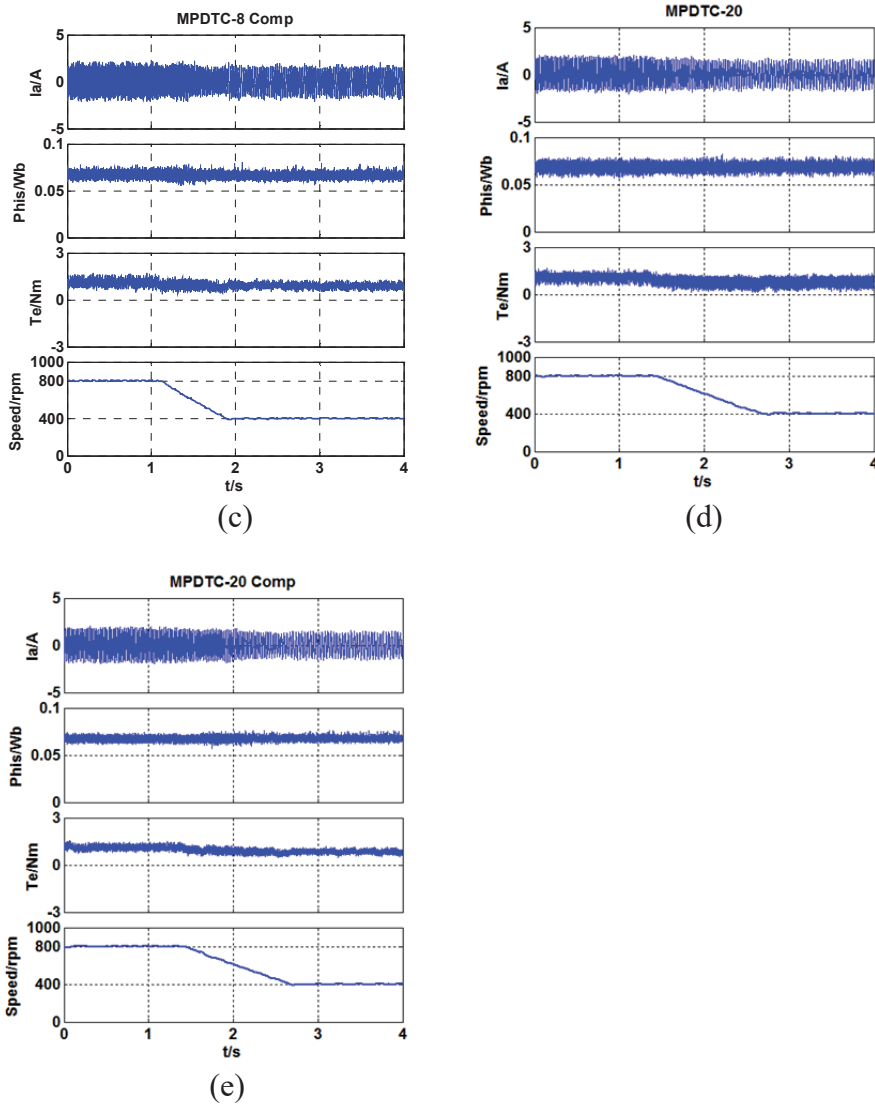 MPDTC-8 Comp
5
0
-5
Ia/A
0.1
0.05
0
Phis/Wb
3
0
-3
Te/Nm
1000
800
400
0
Speed/rpm
0 1 2 3 4
t/s
(c)
MPDTC-20
5
0
-5
Ia/A
0.1
0.05
0
Phis/Wb
3
0
-3
Te/Nm
1000
800
400
0
Speed/rpm
0 1 2 3 4
t/s
(d)
MPDTC-20 Comp
5
0
-5
Ia/A
0.1
0.05
0
Phis/Wb
3
0
-3
Te/Nm
1000
800
400
0
Speed/rpm
0 1 2 3 4
t/s
(e)